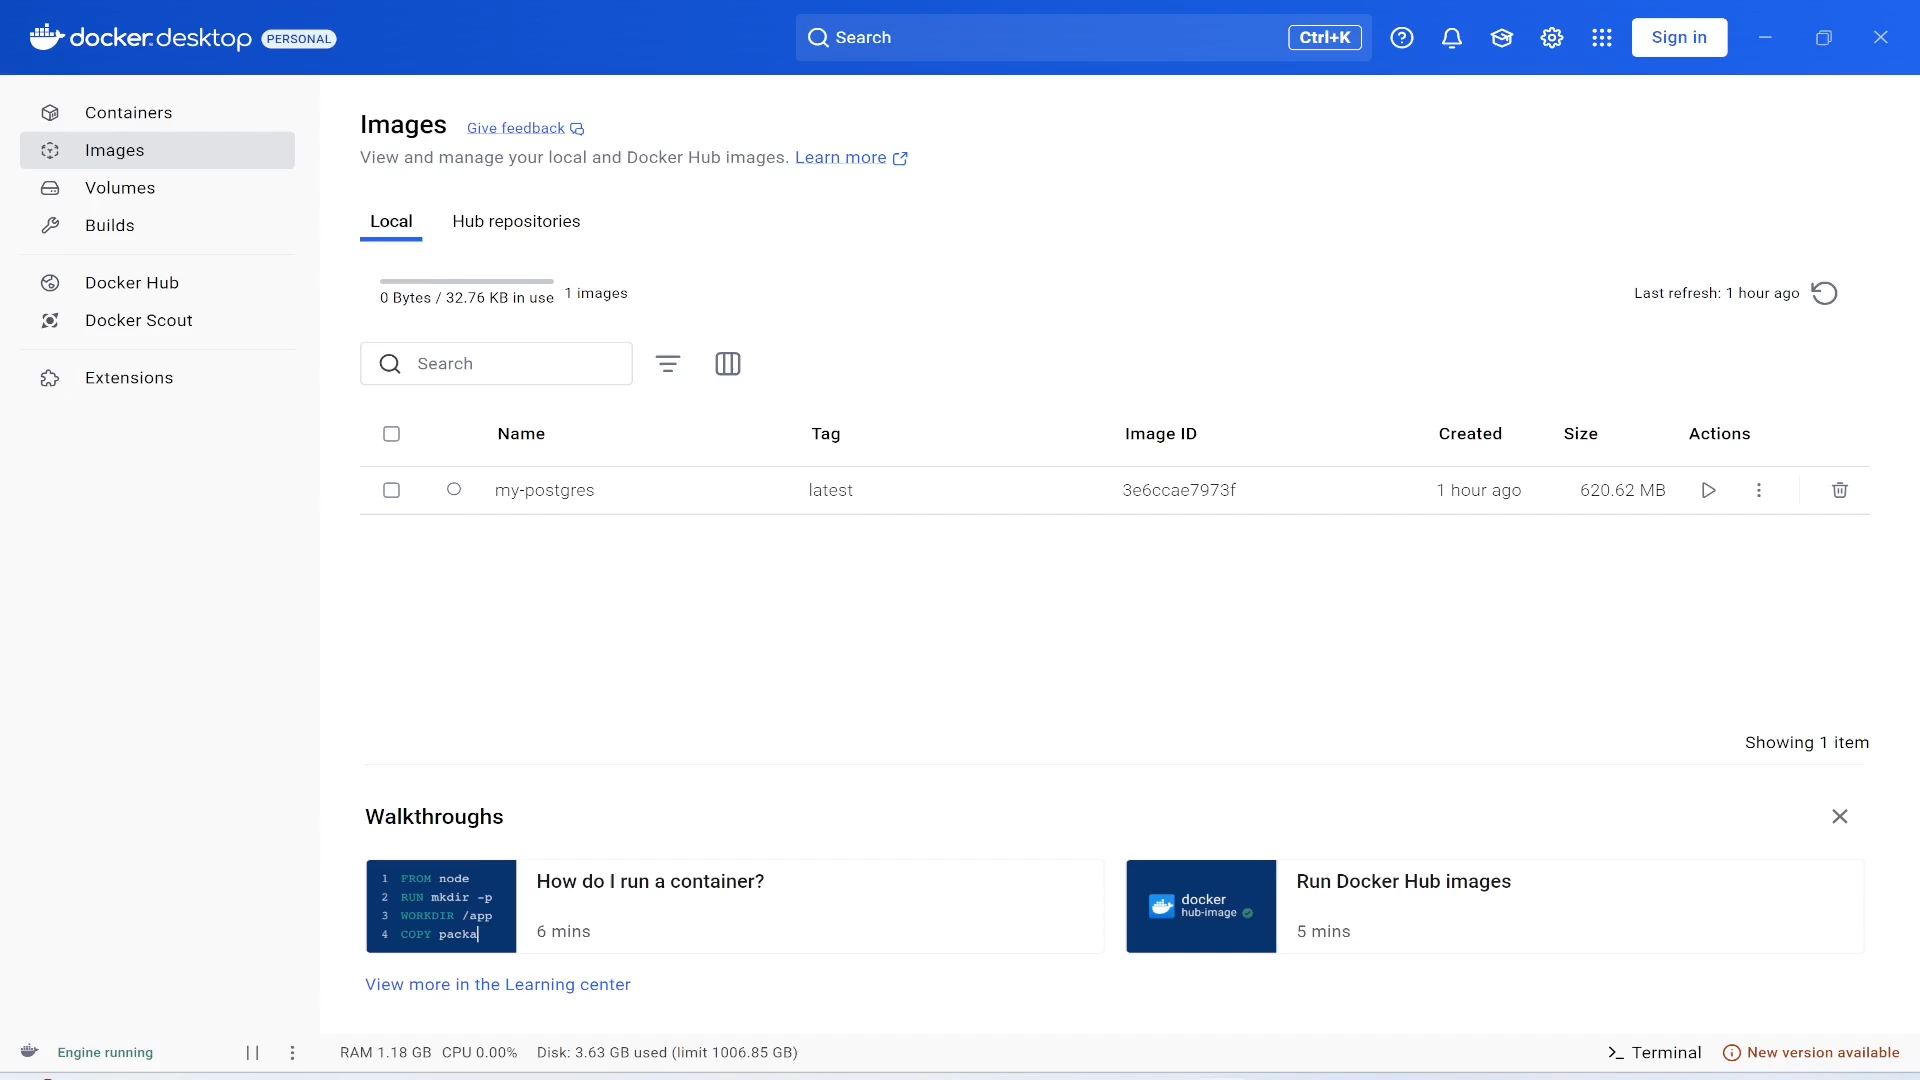 docker.desktop PERSONAL
Search
Ctrl+K
Sign in
Containers
Images
Volumes
Builds
Docker Hub
Docker Scout
Extensions
Images
Give feedback
View and manage your local and Docker Hub images. Learn more
Local
Hub repositories
0 Bytes / 32.76 KB in use
1 images
Last refresh: 1 hour ago
Search
Name Tag Image ID Created Size Actions
my-postgres latest 3e6ccae7973f 1 hour ago 620.62 MB
Showing 1 item
Walkthroughs
1 FROM node
2 RUN mkdir -p
3 WORKDIR /app
4 COPY packa
How do I run a container?
6 mins
docker
hub-image
Run Docker Hub images
5 mins
View more in the Learning center
Engine running
RAM 1.18 GB CPU 0.00% Disk: 3.63 GB used (limit 1006.85 GB)
>_ Terminal
New version available